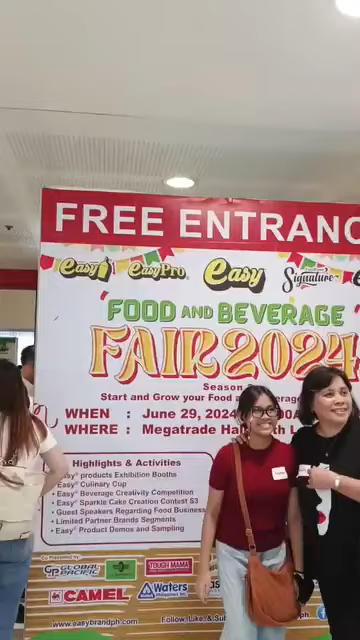 FREE ENTRANC
easy EasyPro easy Signature
FOOD AND BEVERAGE
FAIR 2024
Season
Start and Grow your Food
WHEN : June 29, 2024
WHERE : Megatrade
Highlights & Activities
• Easy® products Exhibition Booths
• Easy® Culinary Cup
• Easy® Beverage Creativity Competition
• Easy® Sparkle Cake Creation Contest S3
• Guest Speakers Regarding Food Business
• Limited Partner Brands Segments
• Easy® Product Demos and Sampling
Co Presented by:
GLOBAL PACIFIC
TOUGH MAMA
CAMEL
Waters
www.easybrandph.com
Follow, Like & Su